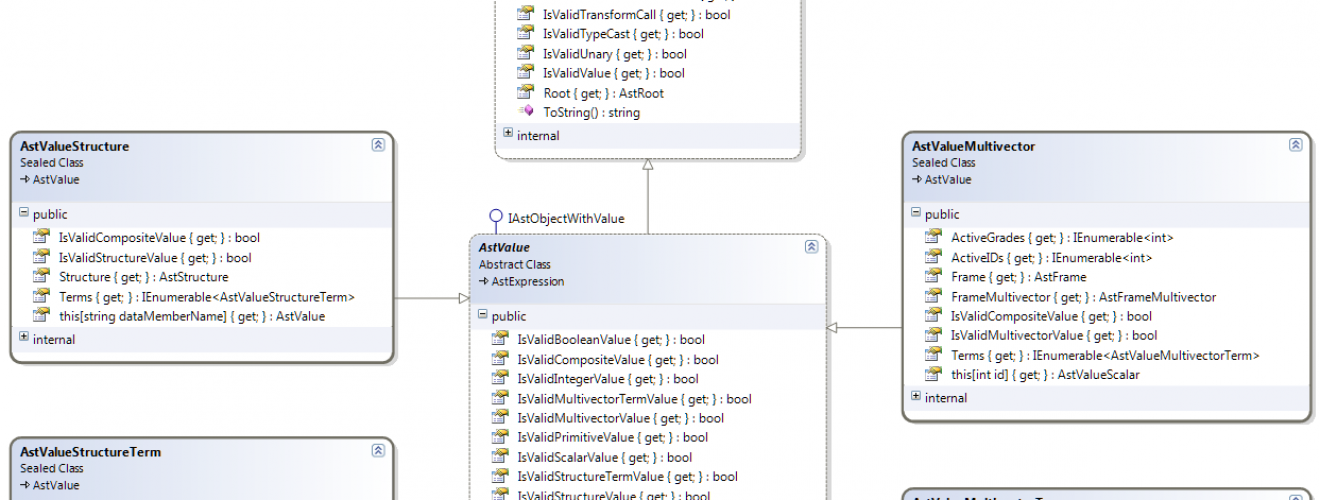 IsValidTransformCall { get; } : bool
IsValidTypeCast { get; } : bool
IsValidUnary { get; } : bool
IsValidValue { get; } : bool
Root { get; } : AstRoot
ToString() : string
internal
AstValueStructure
Sealed Class
AstValue
public
IsValidCompositeValue { get; } : bool
IsValidStructureValue { get; } : bool
Structure { get; } : AstStructure
Terms { get; } : IEnumerable<AstValueStructureTerm>
this[string dataMemberName] { get; } : AstValue
internal
AstValueStructureTerm
Sealed Class
AstValue
IAstObjectWithValue
AstValue
Abstract Class
AstExpression
public
IsValidBooleanValue { get; } : bool
IsValidCompositeValue { get; } : bool
IsValidIntegerValue { get; } : bool
IsValidMultivectorTermValue { get; } : bool
IsValidMultivectorValue { get; } : bool
IsValidPrimitiveValue { get; } : bool
IsValidScalarValue { get; } : bool
IsValidStructureTermValue { get; } : bool
IsValidStructureValue { get; } : bool
AstValueMultivector
Sealed Class
AstValue
public
ActiveGrades { get; } : IEnumerable<int>
ActiveIDs { get; } : IEnumerable<int>
Frame { get; } : AstFrame
FrameMultivector { get; } : AstFrameMultivector
IsValidCompositeValue { get; } : bool
IsValidMultivectorValue { get; } : bool
Terms { get; } : IEnumerable<AstValueMultivectorTerm>
this[int id] { get; } : AstValueScalar
internal